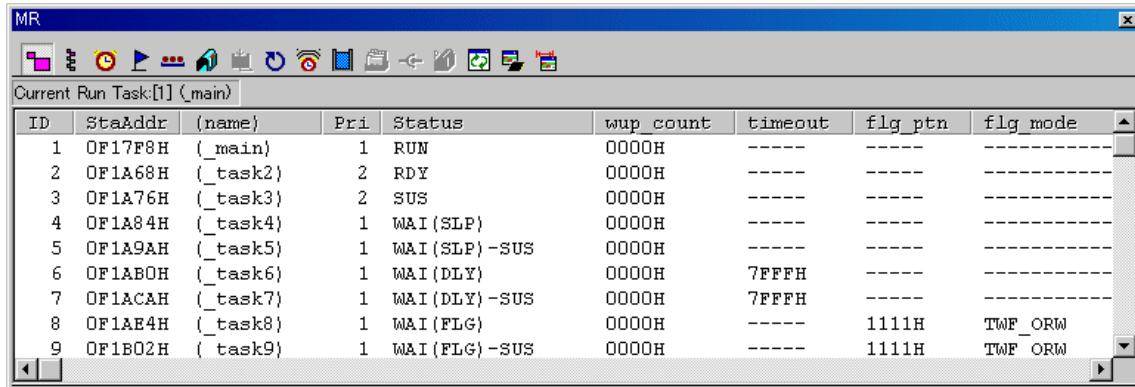 MR
Current Run Task:[1] (_main)
ID StaAddr (name) Pri Status wup_count timeout flg_ptn flg_mode
1 0F17F8H (_main) 1 RUN 0000H ----- ----- -----------
2 0F1A68H (_task2) 2 RDY 0000H ----- ----- -----------
3 0F1A76H (_task3) 2 SUS 0000H ----- ----- -----------
4 0F1A84H (_task4) 1 WAI(SLP) 0000H ----- ----- -----------
5 0F1A9AH (_task5) 1 WAI(SLP)-SUS 0000H ----- ----- -----------
6 0F1AB0H (_task6) 1 WAI(DLY) 0000H 7FFFH ----- -----------
7 0F1ACAH (_task7) 1 WAI(DLY)-SUS 0000H 7FFFH ----- -----------
8 0F1AE4H (_task8) 1 WAI(FLG) 0000H ----- 1111H TWF_ORW
9 0F1B02H (_task9) 1 WAI(FLG)-SUS 0000H ----- 1111H TWF_ORW